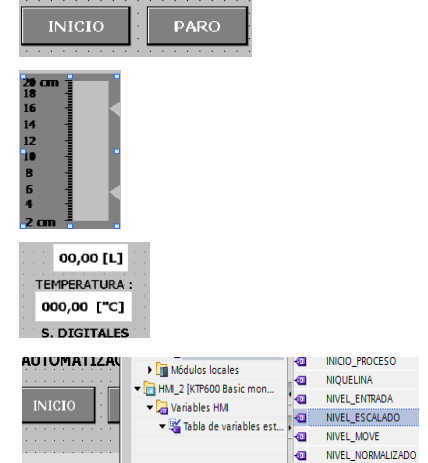 INICIO PARO
20 cm
18
16
14
12
10
8
6
4
2 cm
00,00 [L]
TEMPERATURA :
000,00 [°C]
S. DIGITALES
INICIO
Módulos locales
HMI_2 [KTP600 Basic mon...
Variables HMI
Tabla de variables est...
INICIO_PROCESO
NIQUELINA
NIVEL_ENTRADA
NIVEL_ESCALADO
NIVEL_MOVE
NIVEL_NORMALIZADO